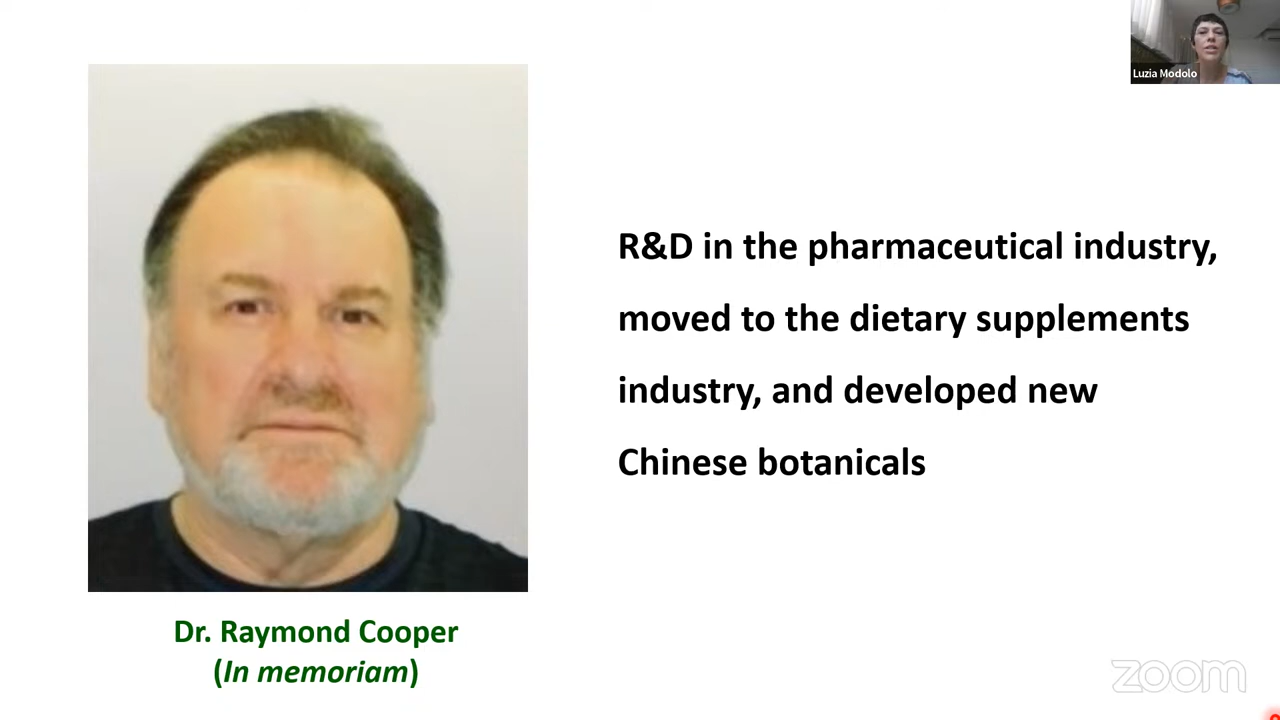 Luzia Modolo
R&D in the pharmaceutical industry,
moved to the dietary supplements
industry, and developed new
Chinese botanicals
Dr. Raymond Cooper
(In memoriam)
zoom